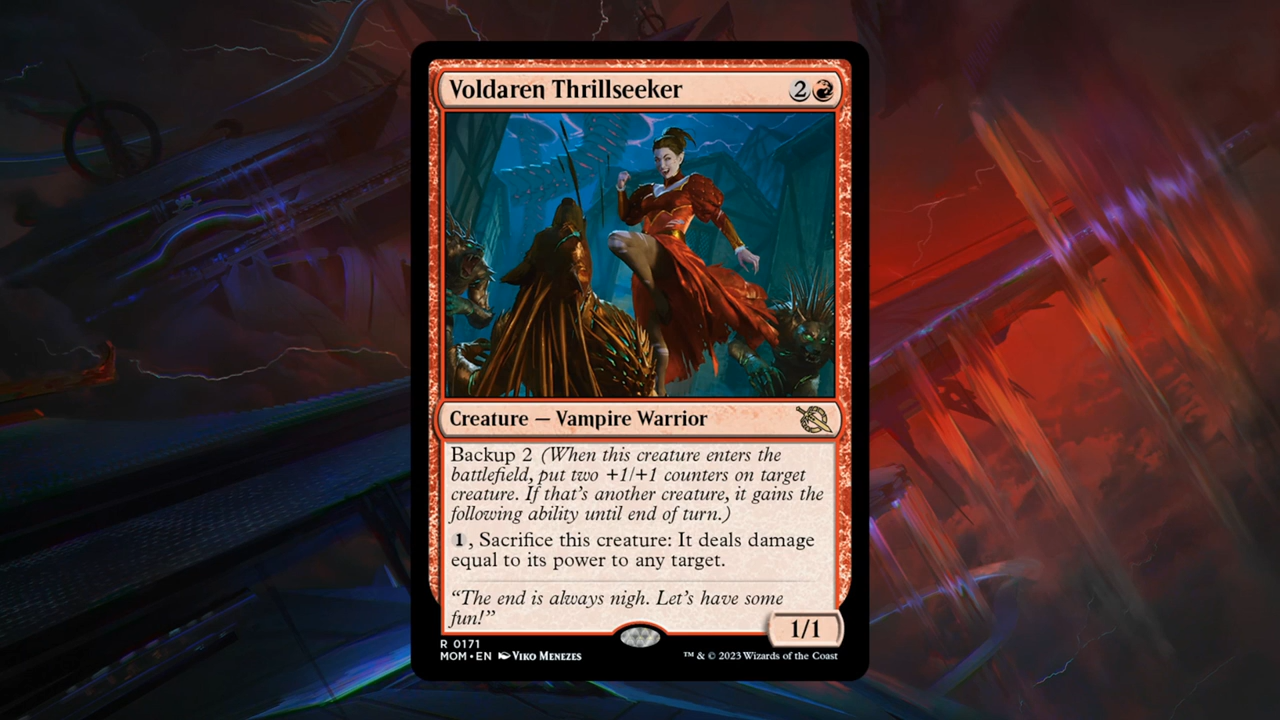 Voldaren Thrillseeker 2
Creature — Vampire Warrior
Backup 2 (When this creature enters the
battlefield, put two +1/+1 counters on target
creature. If that’s another creature, it gains the
following ability until end of turn.)
1, Sacrifice this creature: It deals damage
equal to its power to any target.
“The end is always nigh. Let’s have some
fun!”
1/1
R 0171
MOM • EN Viko Menezes
™ & © 2023 Wizards of the Coast